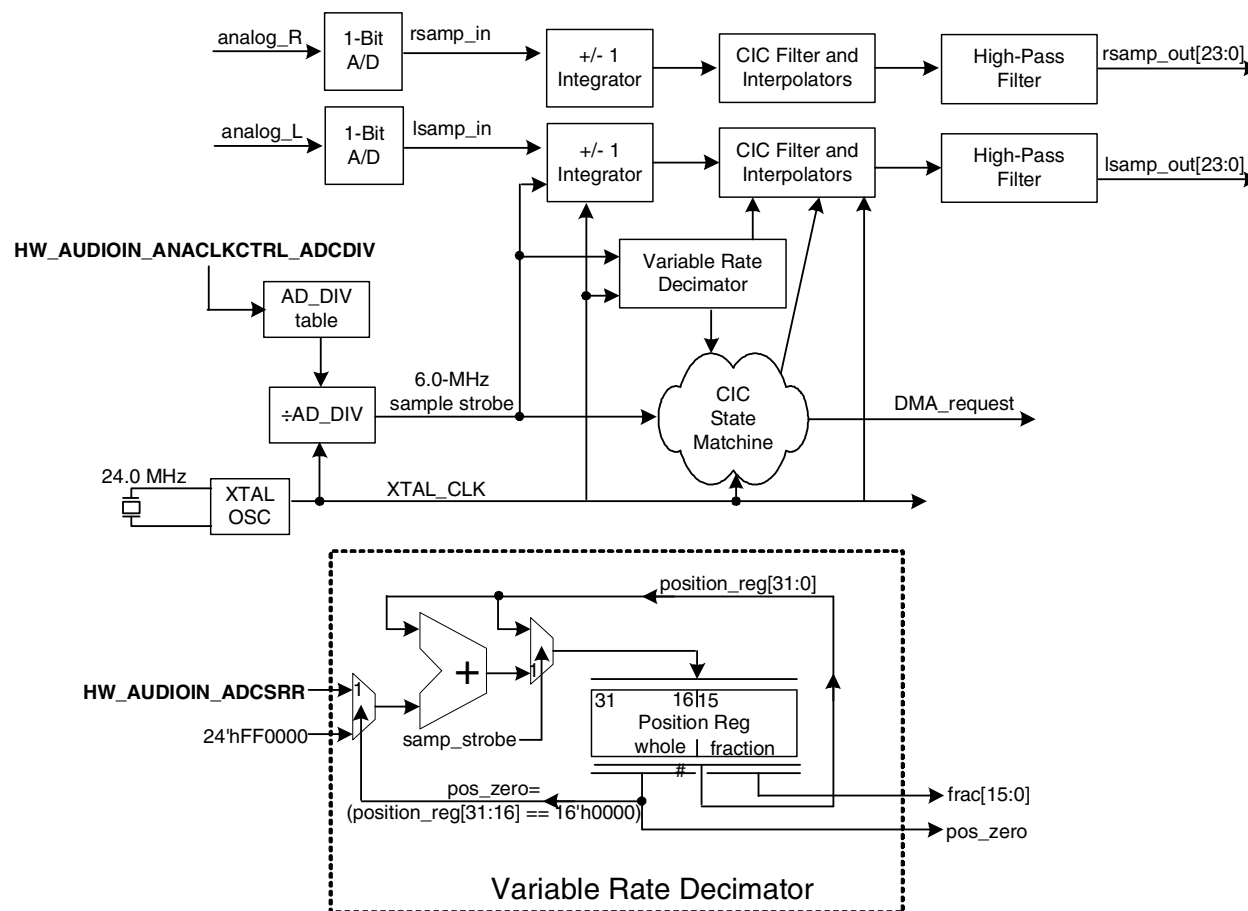 analog_R
1-Bit
A/D
rsamp_in
+/- 1
Integrator
CIC Filter and
Interpolators
High-Pass
Filter
rsamp_out[23:0]
analog_L
1-Bit
A/D
lsamp_in
+/- 1
Integrator
CIC Filter and
Interpolators
High-Pass
Filter
lsamp_out[23:0]
HW_AUDIOIN_ANACLKCTRL_ADCDIV
Variable Rate
Decimator
AD_DIV
table
6.0-MHz
sample strobe
÷AD_DIV
CIC
State
Matchine
DMA_request
24.0 MHz
XTAL
OSC
XTAL_CLK
position_reg[31:0]
+
1
HW_AUDIOIN_ADCSRR
1
24'hFF0000
samp_strobe
31
16
15
Position Reg
whole
fraction
#
pos_zero=
(position_reg[31:16] == 16'h0000)
frac[15:0]
pos_zero
Variable Rate Decimator